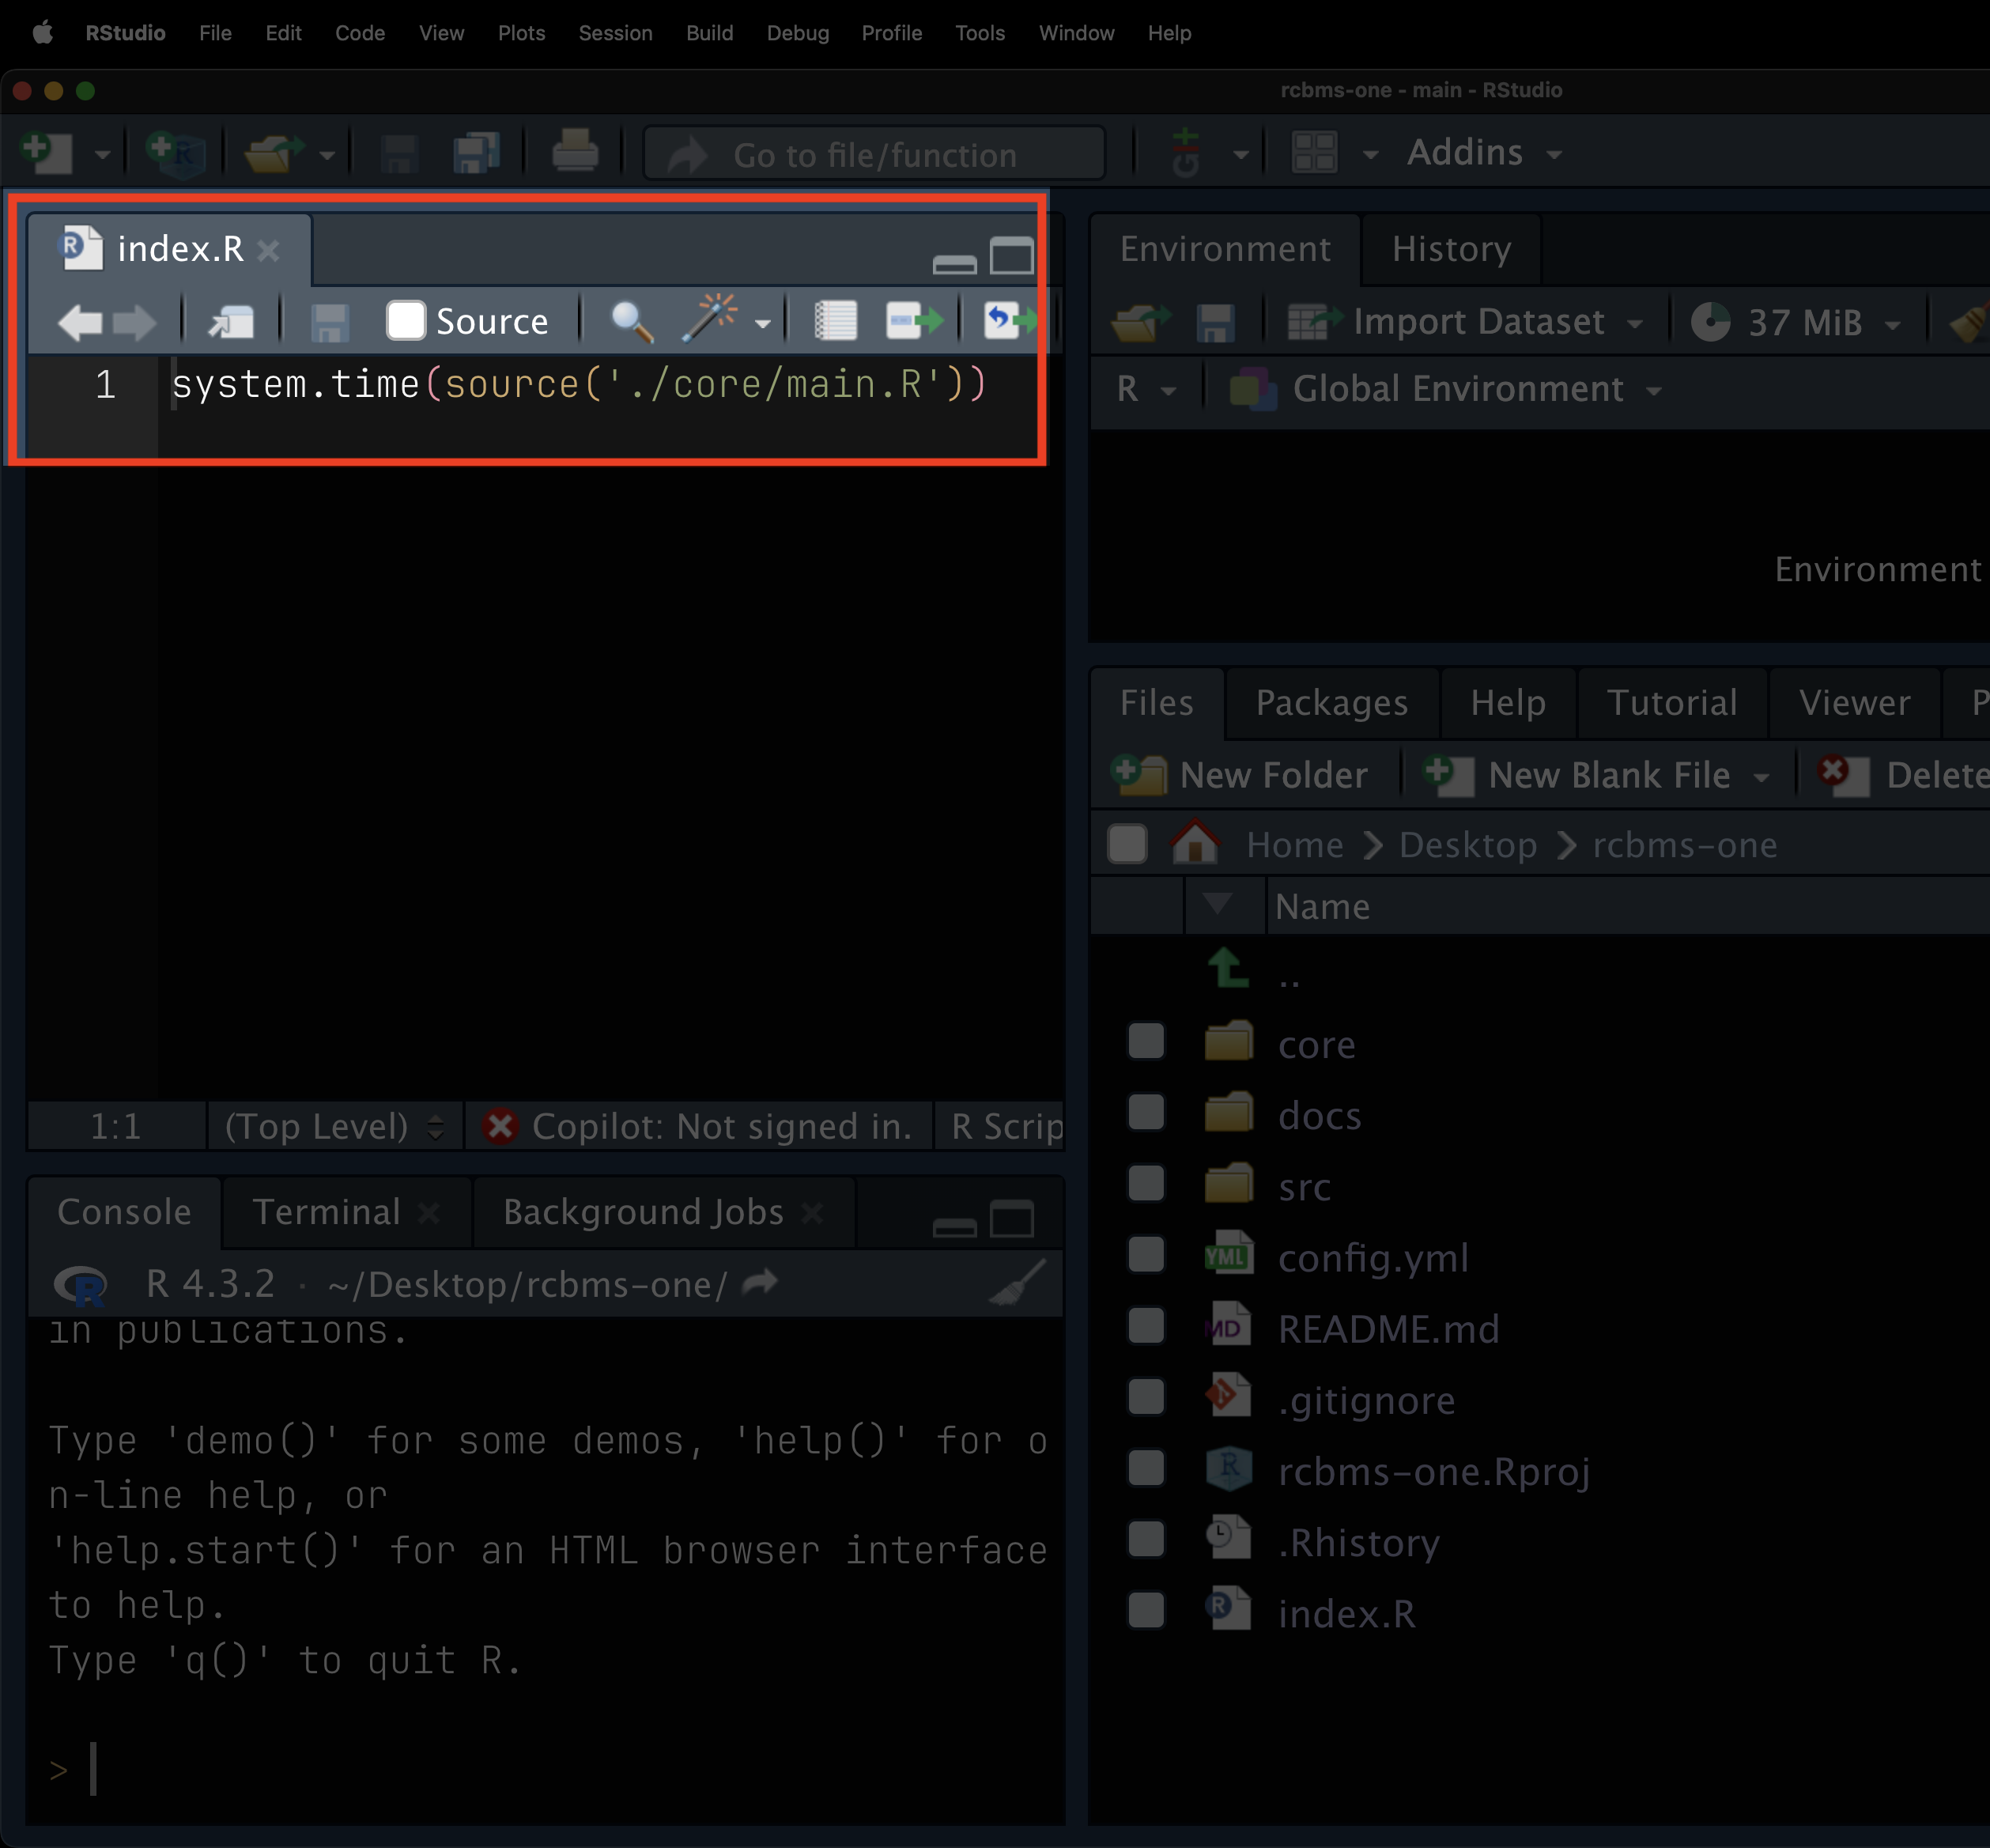 RStudio File Edit Code View Plots Session Build Debug Profile Tools Window Help
rcbms-one - main - RStudio
Go to file/function Git Addins
index.R
Source
1 system.time(source('./core/main.R'))
1:1 (Top Level) Copilot: Not signed in. R Scrip
Console Terminal Background Jobs
R 4.3.2 · ~/Desktop/rcbms-one/
in publications.
Type 'demo()' for some demos, 'help()' for o
n-line help, or
'help.start()' for an HTML browser interface
to help.
Type 'q()' to quit R.
>
Environment History
Import Dataset 37 MiB
R Global Environment
Environment
Files Packages Help Tutorial Viewer P
New Folder New Blank File Delete
Home Desktop rcbms-one
Name
..
core
docs
src
YML config.yml
MD README.md
.gitignore
rcbms-one.Rproj
.Rhistory
index.R